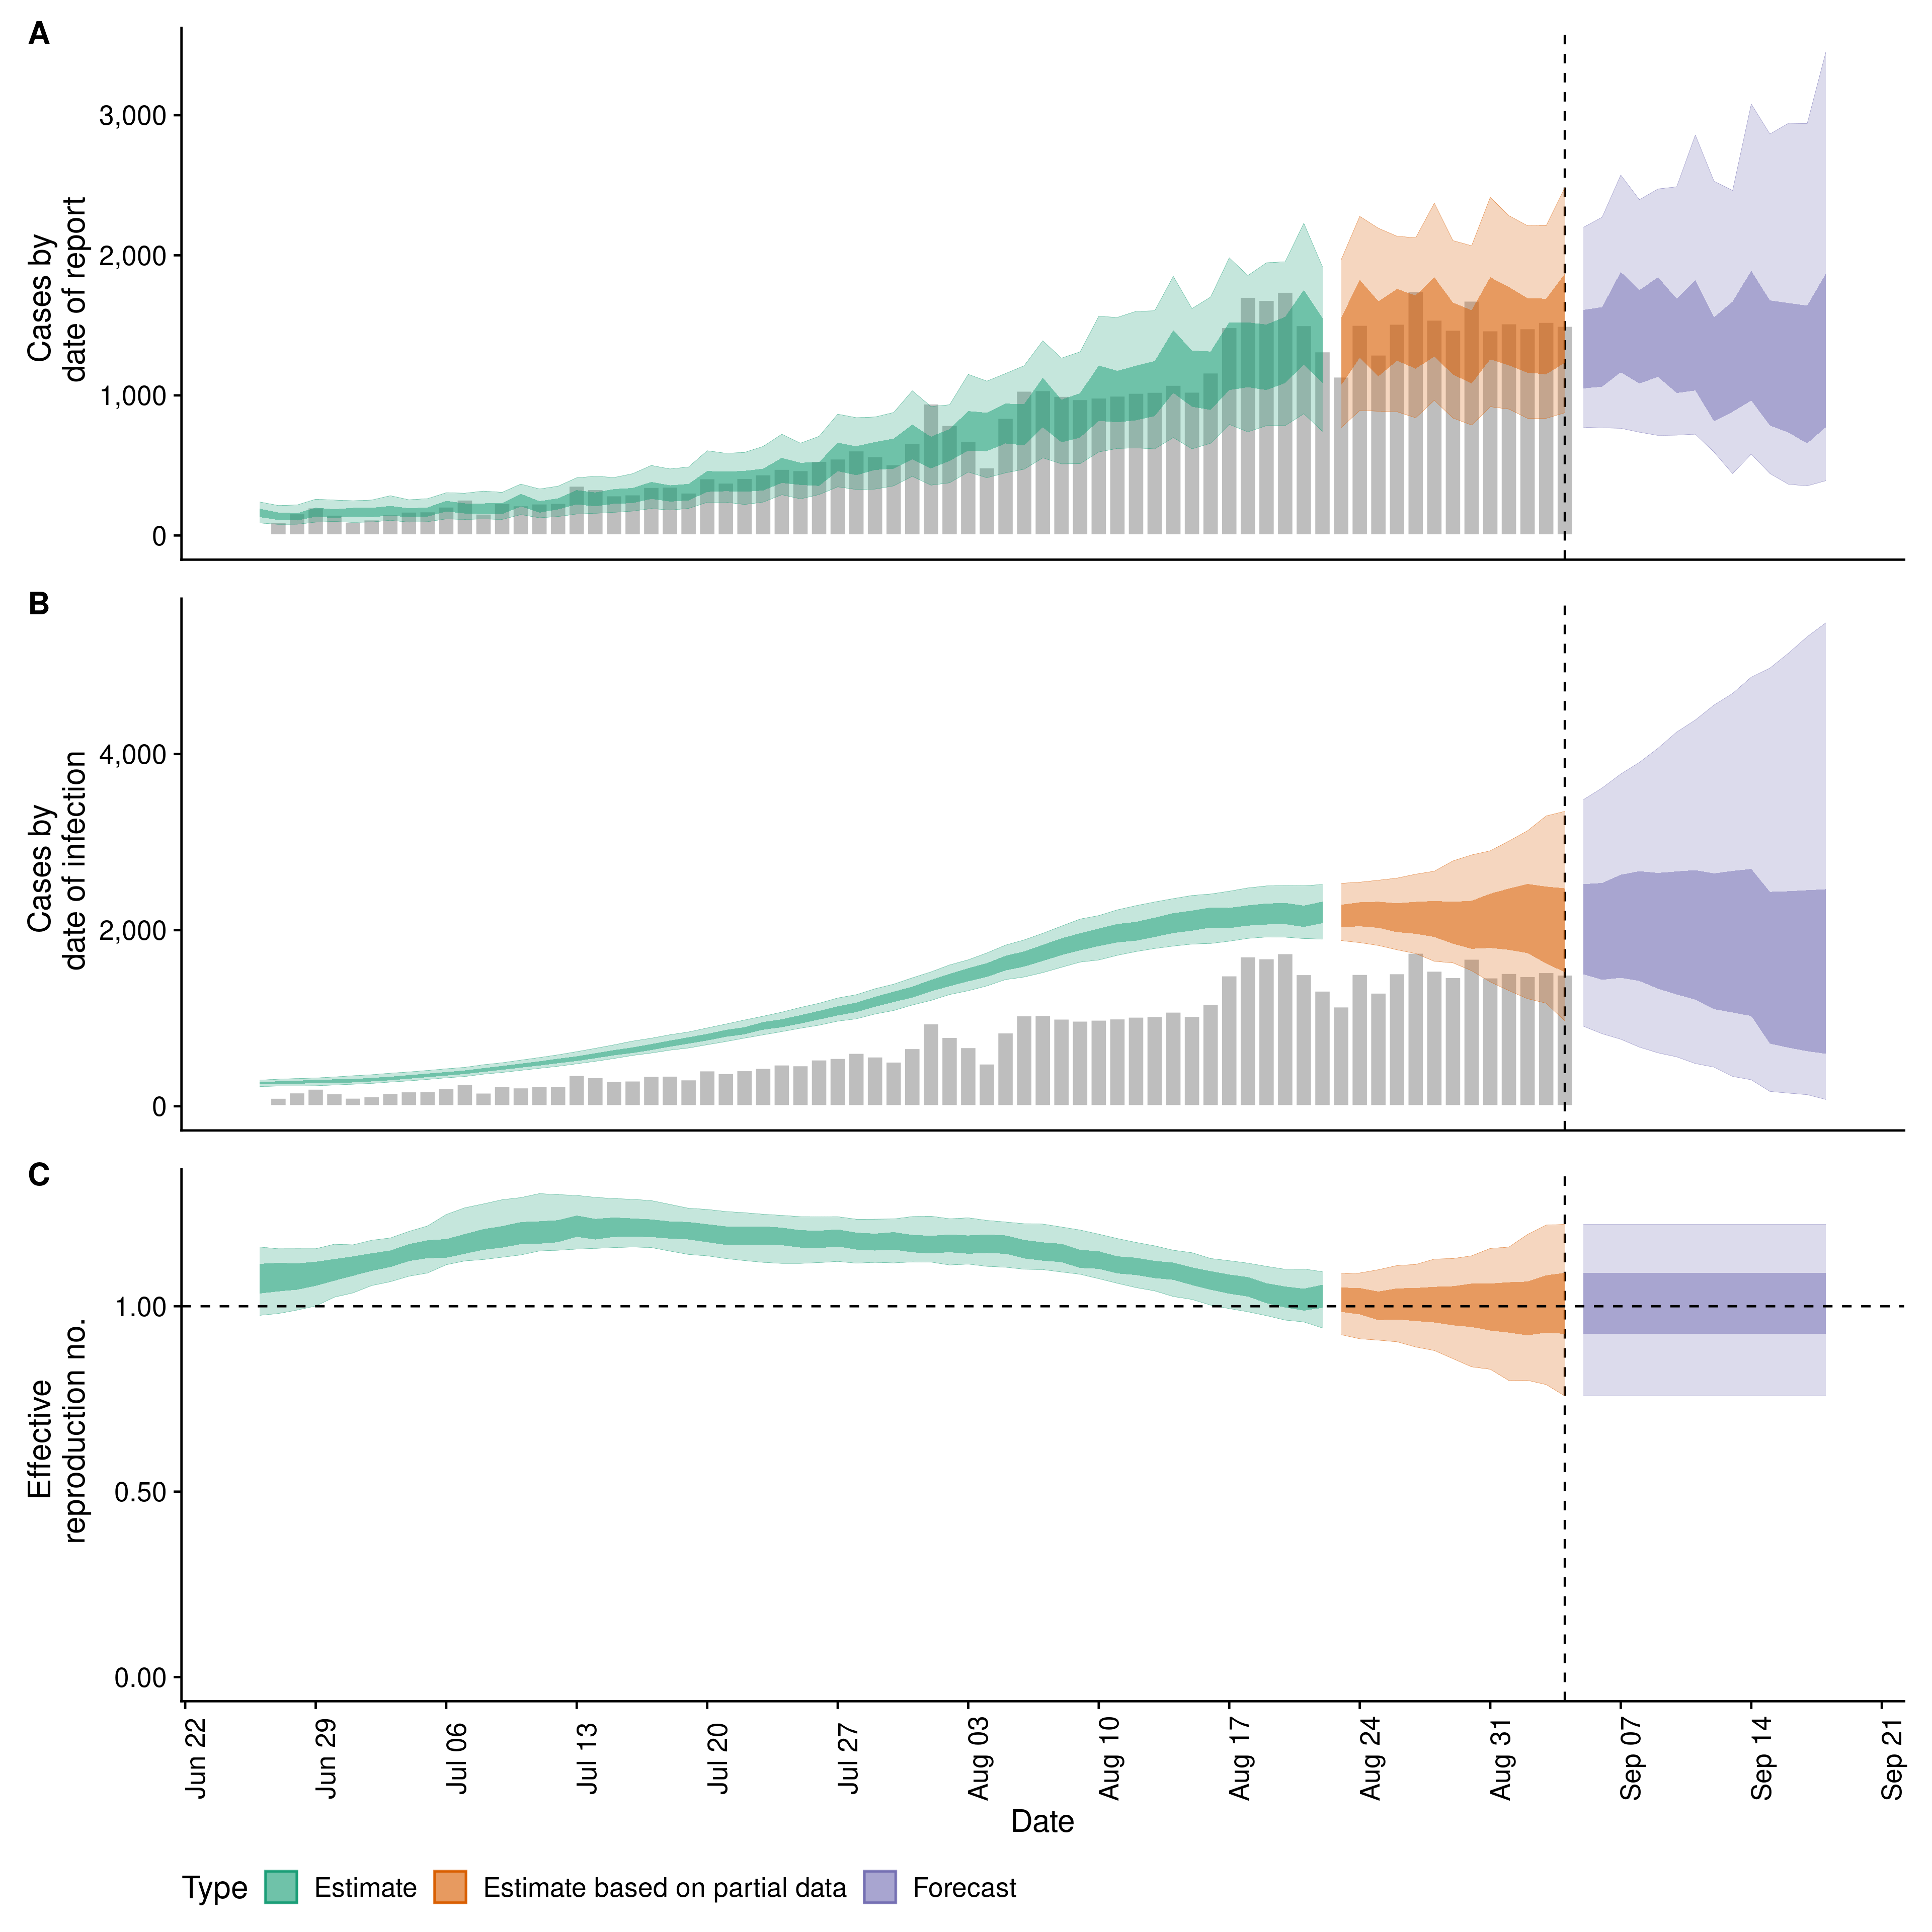 A
Cases by
date of report
3,000
2,000
1,000
0
B
Cases by
date of infection
4,000
2,000
0
C
Effective
reproduction no.
1.00
0.50
0.00
Jun 22
Jun 29
Jul 06
Jul 13
Jul 20
Jul 27
Aug 03
Aug 10
Aug 17
Aug 24
Aug 31
Sep 07
Sep 14
Sep 21
Date
Type Estimate Estimate based on partial data Forecast